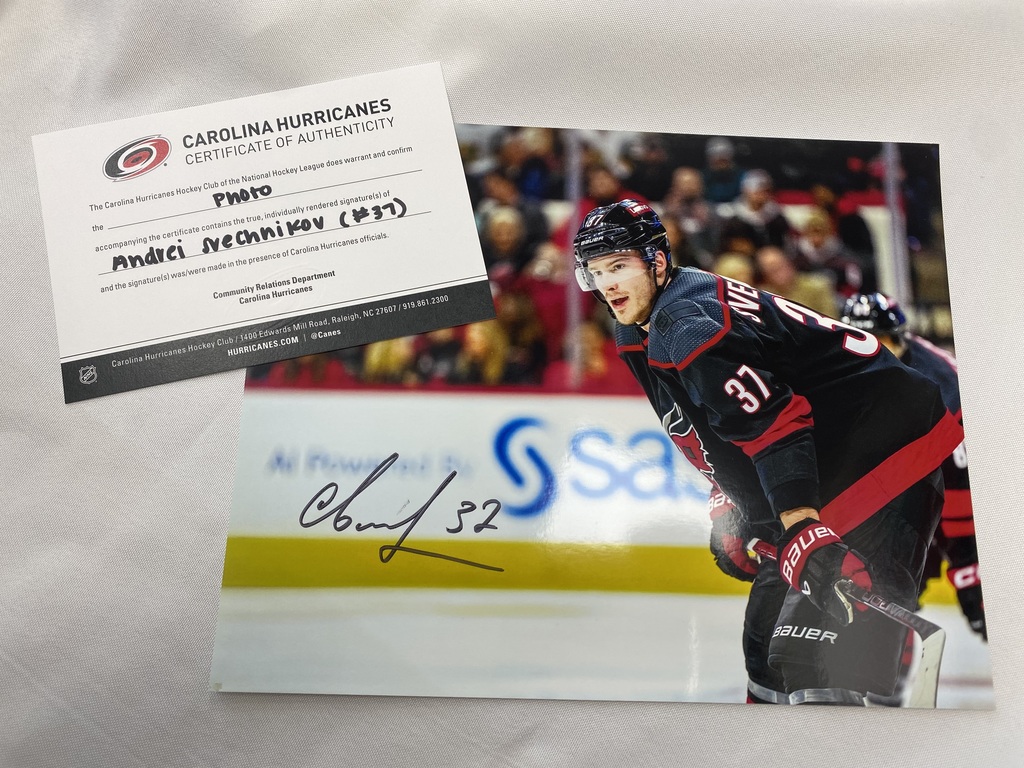 CAROLINA HURRICANES
CERTIFICATE OF AUTHENTICITY
The Carolina Hurricanes Hockey Club of the National Hockey League does warrant and confirm
the Photo
accompanying the certificate contains the true, individually rendered signature(s) of
Andrei Svechnikov (#37)
and the signature(s) was/were made in the presence of Carolina Hurricanes officials.
Community Relations Department
Carolina Hurricanes
Carolina Hurricanes Hockey Club / 1400 Edwards Mill Road, Raleigh, NC 27607 / 919.861.2300
HURRICANES.COM | @Canes
37
BAUER
SVE
3
37
AI Powered By
sas
37
BAUER
BAUER